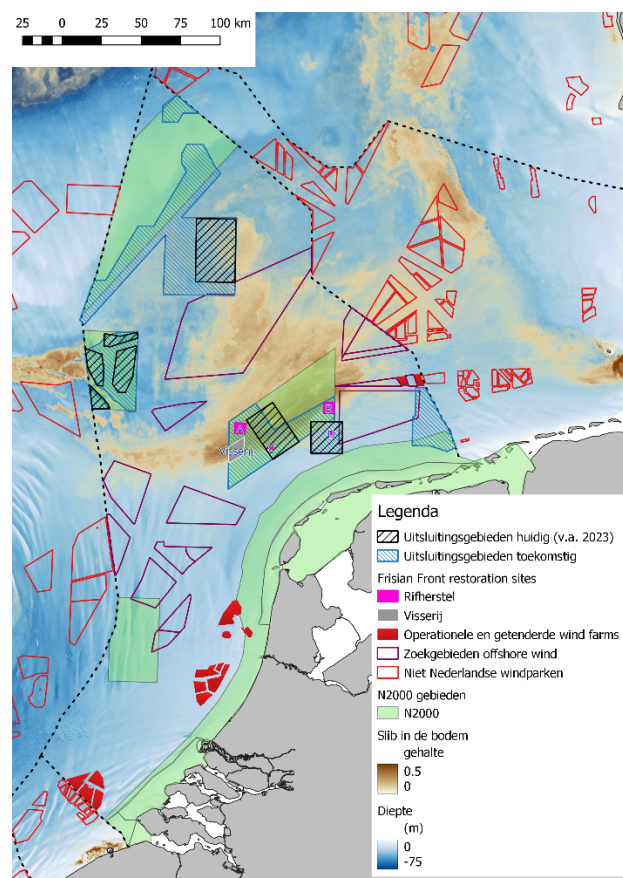 25 0 25 50 75 100 km
visserij
Legenda
Uitsluitingsgebieden huidig (v.a. 2023)
Uitsluitingsgebieden toekomstig
Frisian Front restoration sites
Rifherstel
Visserij
Operationele en getenderde wind farms
Zoekgebieden offshore wind
Niet Nederlandse windparken
N2000 gebieden
N2000
Slib in de bodem
gehalte
0.5
0
Diepte
(m)
0
-75